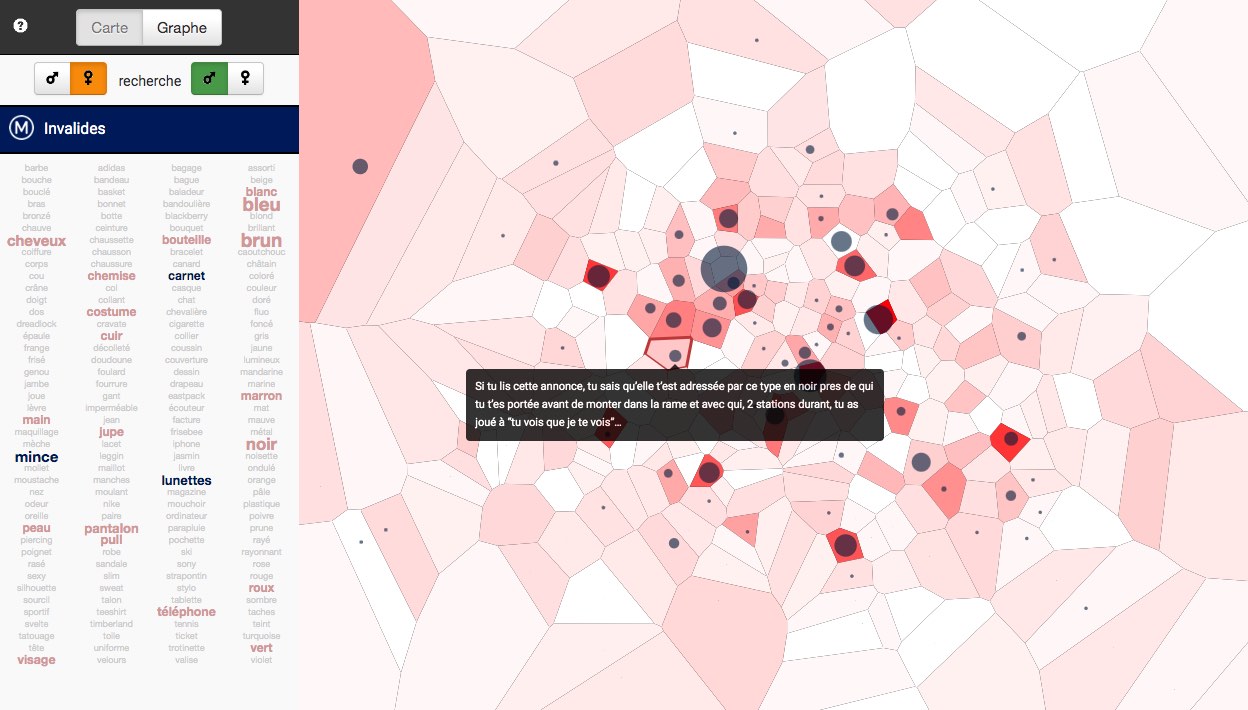 ?
Carte
Graphe
♂ ♀ recherche ♂ ♀
M Invalides
barbe
bouche
bouclé
bras
bronzé
chauve
cheveux
coiffure
corps
cou
crâne
doigt
dos
dreadlock
épaule
frange
frisé
genou
jambe
joue
lèvre
main
maquillage
mèche
mince
mollet
moustache
nez
odeur
oreille
peau
piercing
poignet
rasé
sexy
silhouette
sourcil
sportif
svelte
tatouage
tête
visage
adidas
bandeau
basket
bonnet
botte
ceinture
chaussette
chausson
chaussure
chemise
col
collant
costume
cravate
cuir
décolleté
doudoune
foulard
fourrure
gant
imperméable
jean
jupe
lacet
leggin
maillot
manches
moulant
nike
paire
pantalon
pull
robe
sandale
slim
sweat
talon
teeshirt
timberland
toile
uniforme
velours
bagage
bague
baladeur
bandoulière
blackberry
bouquet
bouteille
bracelet
canard
carnet
casque
chat
chevalière
cigarette
collier
coussin
couverture
dessin
drapeau
eastpack
écouteur
facture
frisebee
iphone
jasmin
livre
lunettes
magazine
mouchoir
ordinateur
parapluie
pochette
ski
sony
strapontin
stylo
tablette
téléphone
tennis
ticket
trotinette
valise
assorti
beige
blanc
bleu
blond
brillant
brun
caoutchouc
châtain
coloré
couleur
doré
fluo
foncé
gris
jaune
lumineux
mandarine
marine
marron
mat
mauve
métal
noir
noisette
ondulé
orange
pâle
plastique
poivre
prune
rayé
rayonnant
rose
rouge
roux
sombre
taches
teint
turquoise
vert
violet
Si tu lis cette annonce, tu sais qu'elle t'est adressée par ce type en noir pres de qui
tu t'es portée avant de monter dans la rame et avec qui, 2 stations durant, tu as
joué à "tu vois que je te vois"...